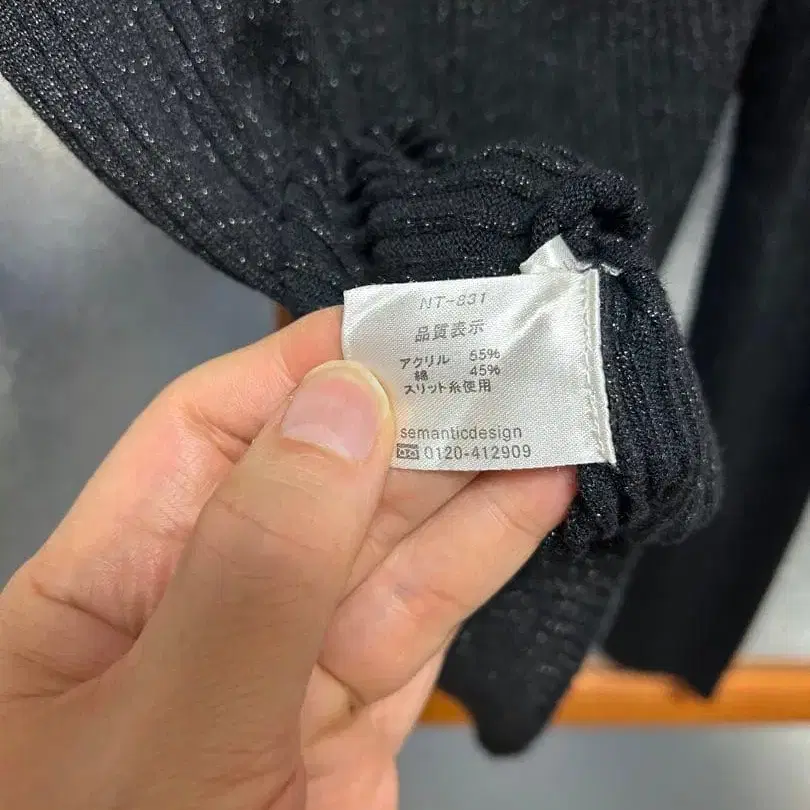 NT-831
品質表示
アクリル 55%
綿 45%
スリット糸使用
semanticdesign
0120-412909